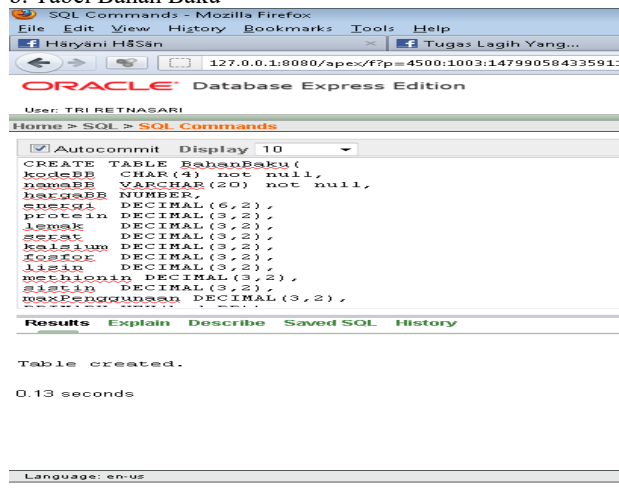 SQL Commands - Mozilla Firefox
File Edit View History Bookmarks Tools Help
Häryäni HåSän × Tugas Lagih Yang...
127.0.0.1:8080/apex/f?p=4500:1003:147990584335911
ORACLE Database Express Edition
User: TRI RETNASARI
Home > SQL > SQL Commands
Autocommit Display 10
CREATE TABLE BahanBaku(
kodeBB CHAR(4) not null,
namaBB VARCHAR(20) not null,
hargaBB NUMBER,
energi DECIMAL(6,2),
protein DECIMAL(3,2),
lemak DECIMAL(3,2),
serat DECIMAL(3,2),
kalsium DECIMAL(3,2),
fosfor DECIMAL(3,2),
lisin DECIMAL(3,2),
methionin DECIMAL(3,2),
sistin DECIMAL(3,2),
maxPenggunaan DECIMAL(3,2),
Results Explain Describe Saved SQL History
Table created.
0.13 seconds
Language: en-us